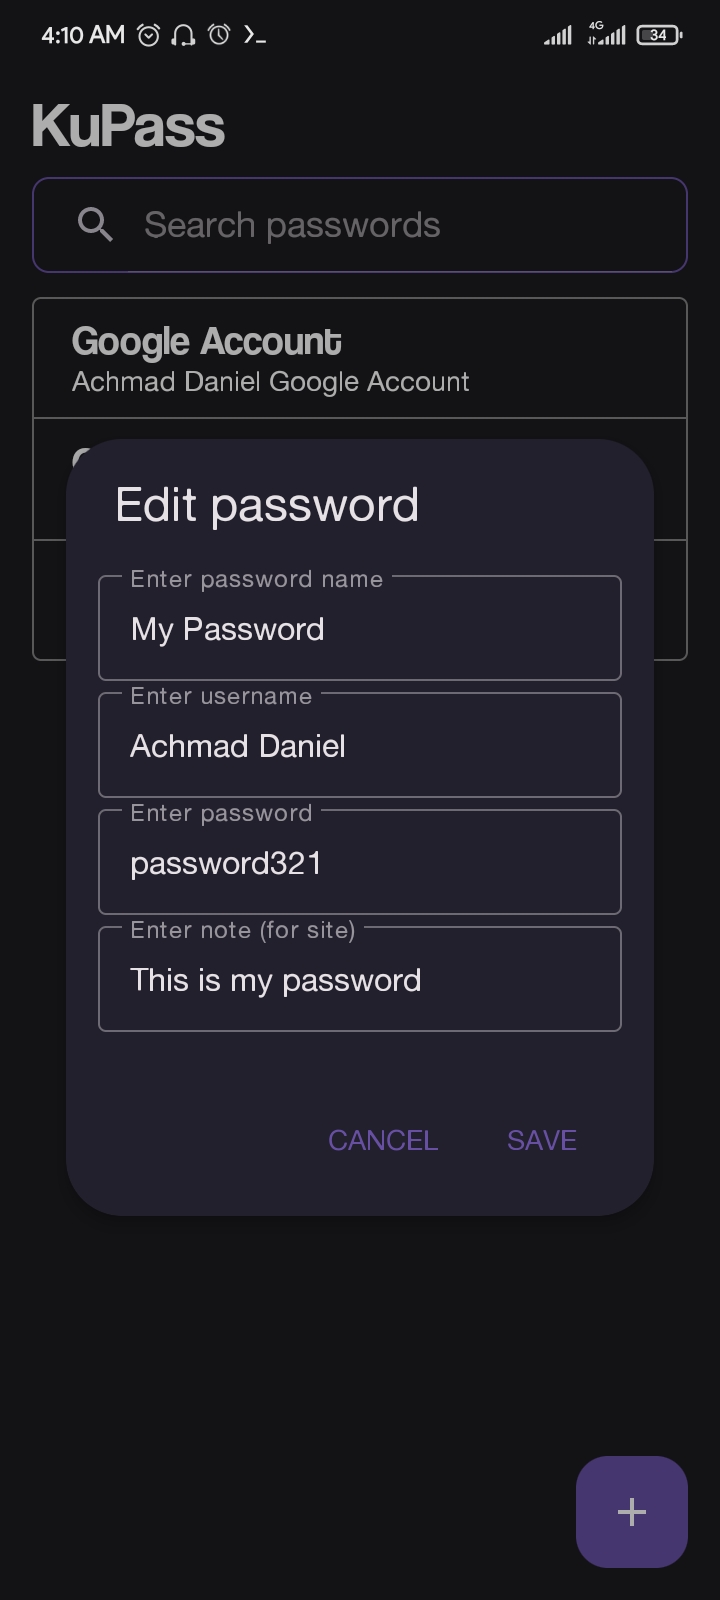 4:10 AM
4G
34
KuPass
Search passwords
Google Account
Achmad Daniel Google Account
Edit password
Enter password name
My Password
Enter username
Achmad Daniel
Enter password
password321
Enter note (for site)
This is my password
CANCEL SAVE